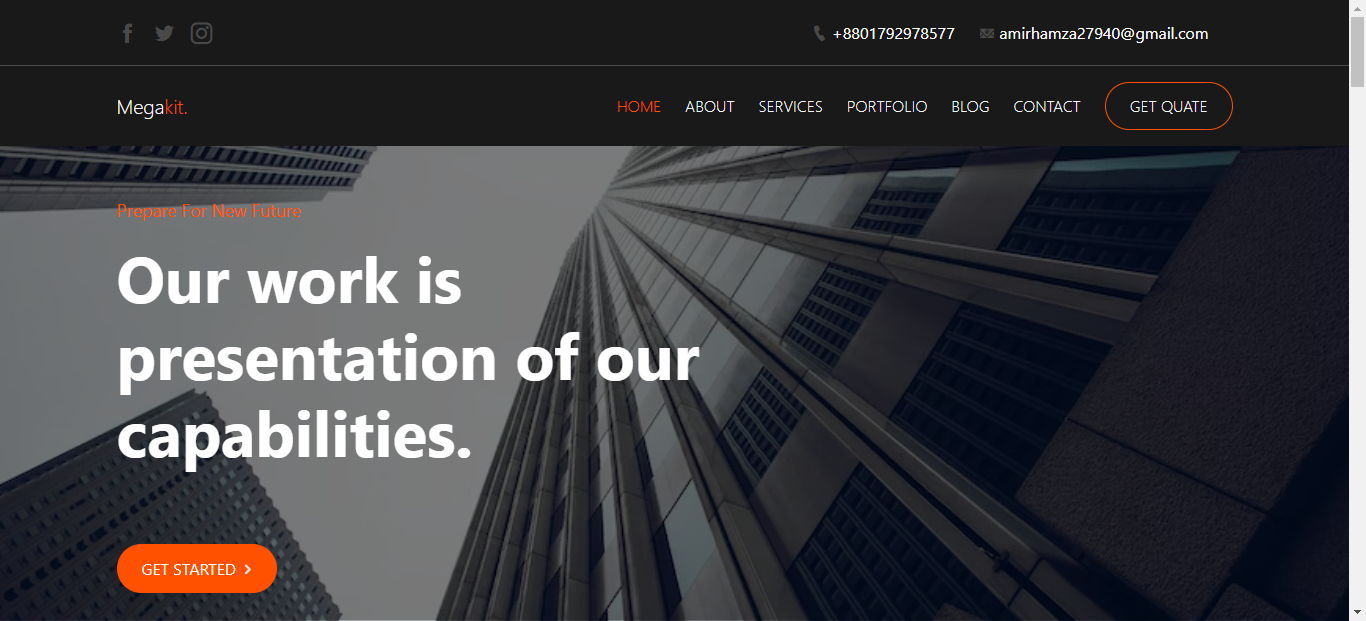 +8801792978577 amirhamza27940@gmail.com
Megakit. HOME ABOUT SERVICES PORTFOLIO BLOG CONTACT GET QUATE
Prepare For New Future
Our work is
presentation of our
capabilities.
GET STARTED